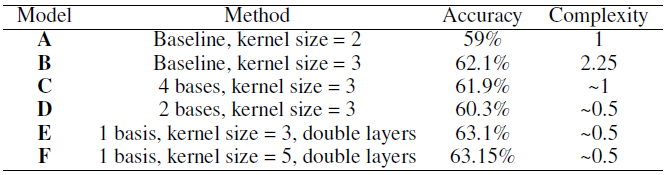 Model Method Accuracy Complexity
A Baseline, kernel size = 2 59% 1
B Baseline, kernel size = 3 62.1% 2.25
C 4 bases, kernel size = 3 61.9% ~1
D 2 bases, kernel size = 3 60.3% ~0.5
E 1 basis, kernel size = 3, double layers 63.1% ~0.5
F 1 basis, kernel size = 5, double layers 63.15% ~0.5